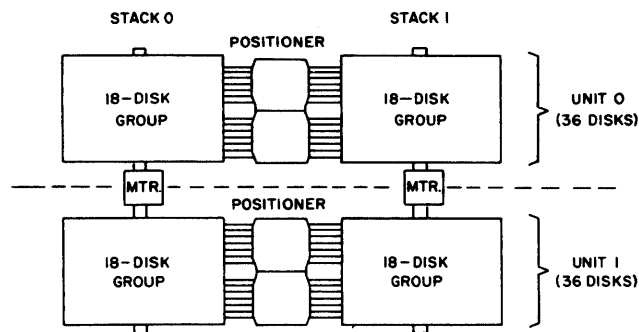 STACK 0
STACK 1
POSITIONER
18-DISK
GROUP
18-DISK
GROUP
UNIT 0
(36 DISKS)
MTR.
MTR.
POSITIONER
18-DISK
GROUP
18-DISK
GROUP
UNIT 1
(36 DISKS)